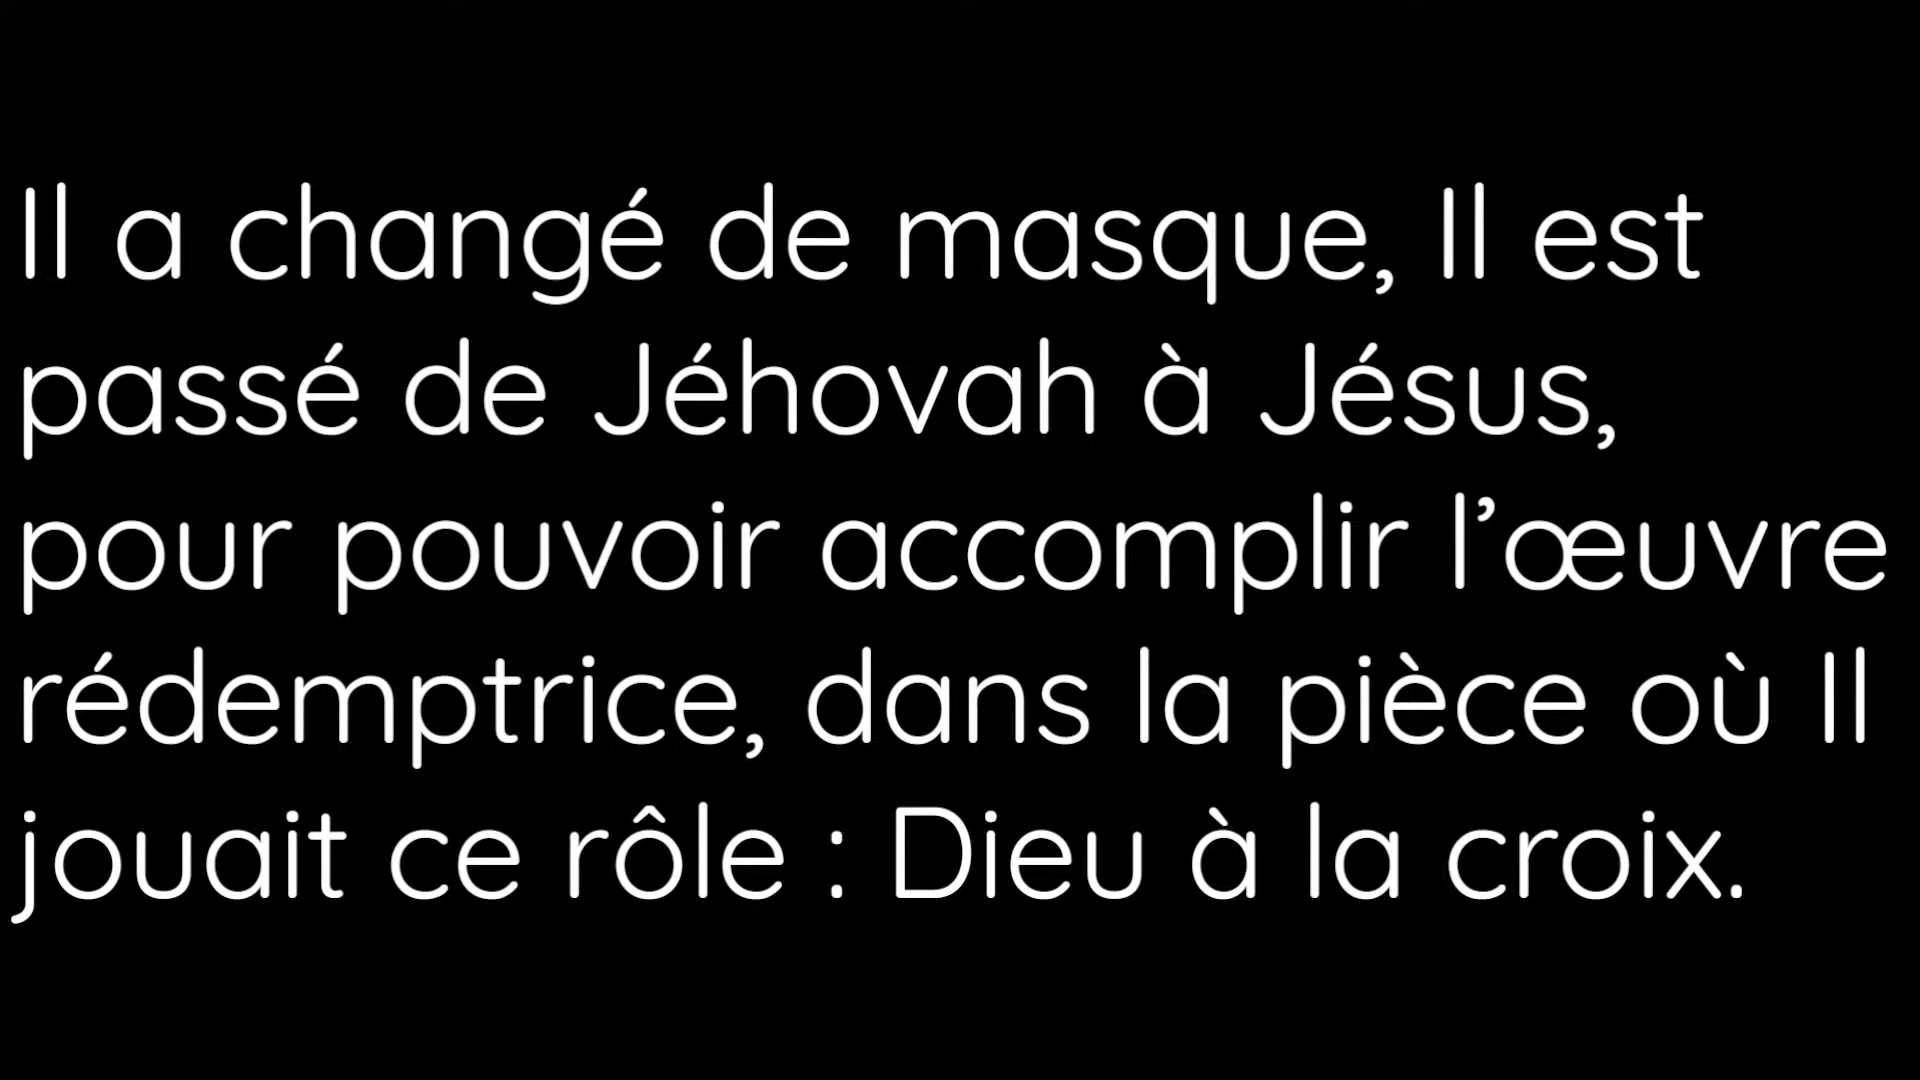 Il a changé de masque, Il est
passé de Jéhovah à Jésus,
pour pouvoir accomplir l’œuvre
rédemptrice, dans la pièce où Il
jouait ce rôle : Dieu à la croix.